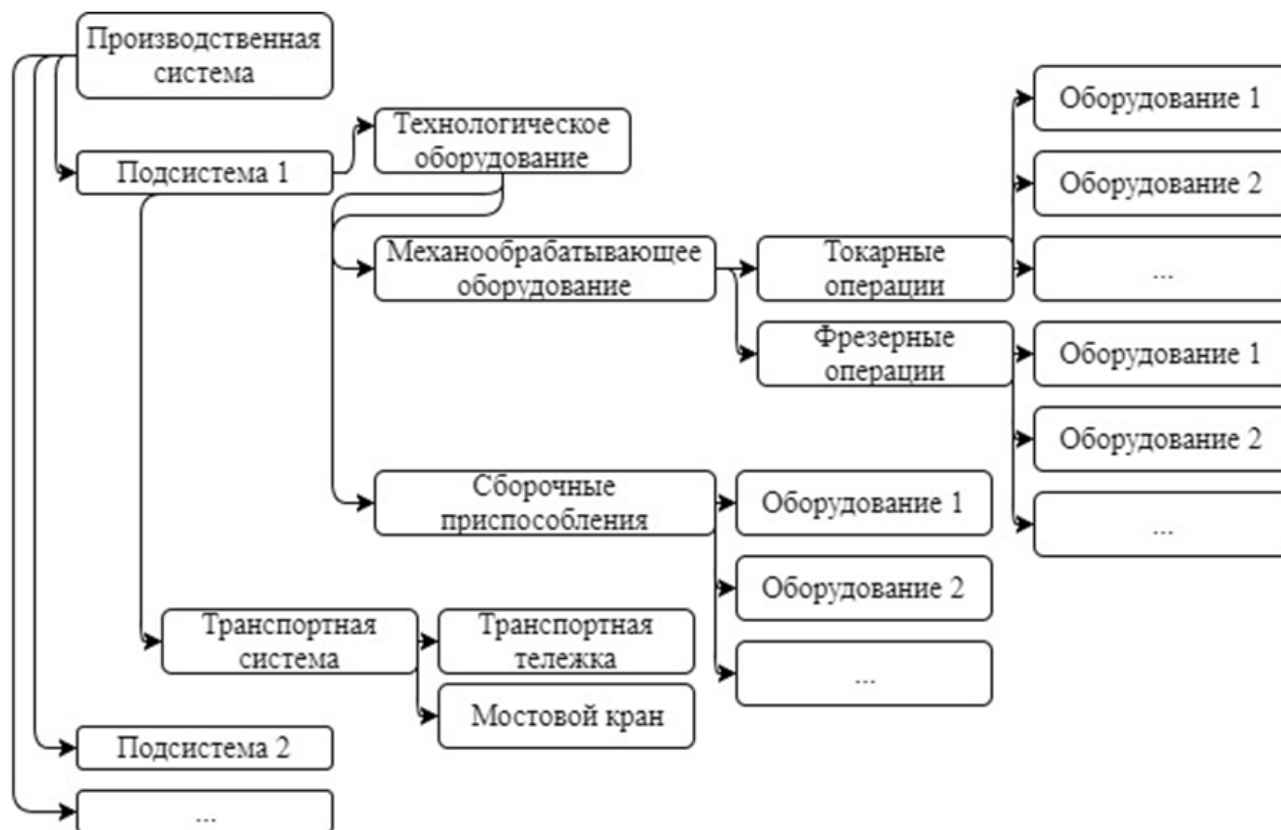 Производственная
система
Подсистема 1
Технологическое
оборудование
Механообрабатывающее
оборудование
Токарные
операции
Оборудование 1
Оборудование 2
...
Фрезерные
операции
Оборудование 1
Оборудование 2
...
Сборочные
приспособления
Оборудование 1
Оборудование 2
...
Транспортная
система
Транспортная
тележка
Мостовой кран
Подсистема 2
...